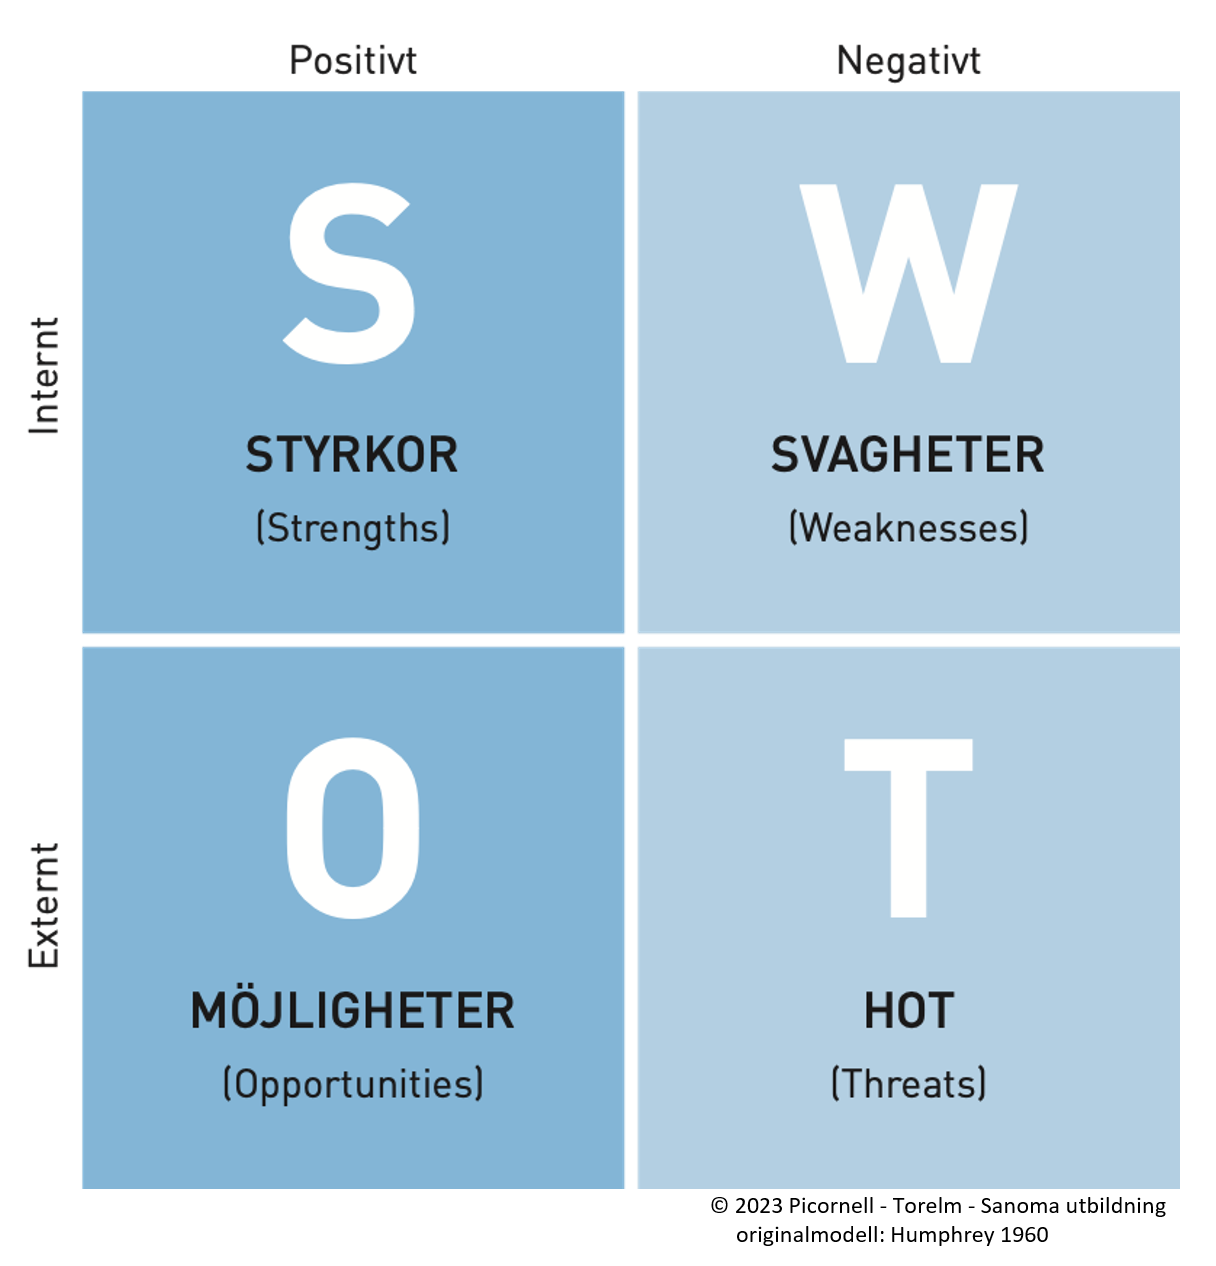 Positivt Negativt
Internt
S
STYRKOR
(Strengths)
W
SVAGHETER
(Weaknesses)
Externt
O
MÖJLIGHETER
(Opportunities)
T
HOT
(Threats)
© 2023 Picornell - Torelm - Sanoma utbildning
originalmodell: Humphrey 1960